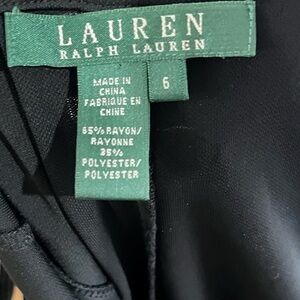 LAUREN
RALPH LAUREN
MADE IN
CHINA
FABRIQUE EN
CHINE
6
65% RAYON/
RAYONNE
35%
POLYESTER/
POLYESTER